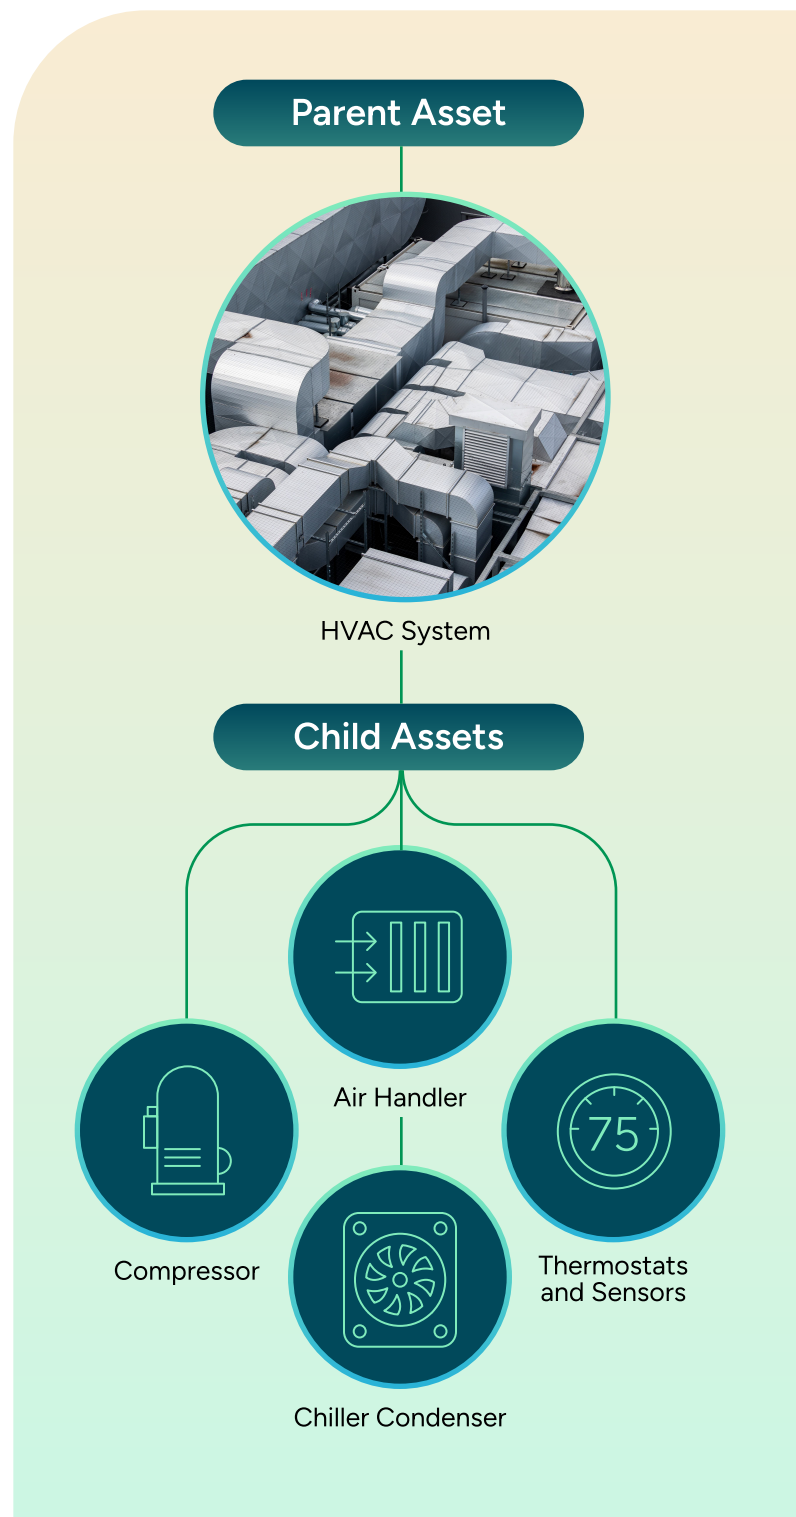 Parent Asset
HVAC System
Child Assets
Air Handler
75
Compressor
Thermostats
and Sensors
Chiller Condenser